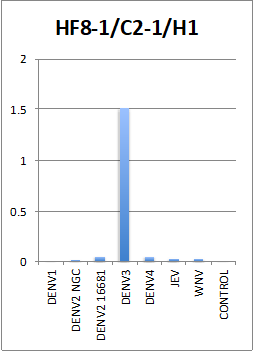 HF8-1/C2-1/H1
2
1.5
1
0.5
0
DENV1
DENV2 NGC
DENV2 16681
DENV3
DENV4
JEV
WNV
CONTROL